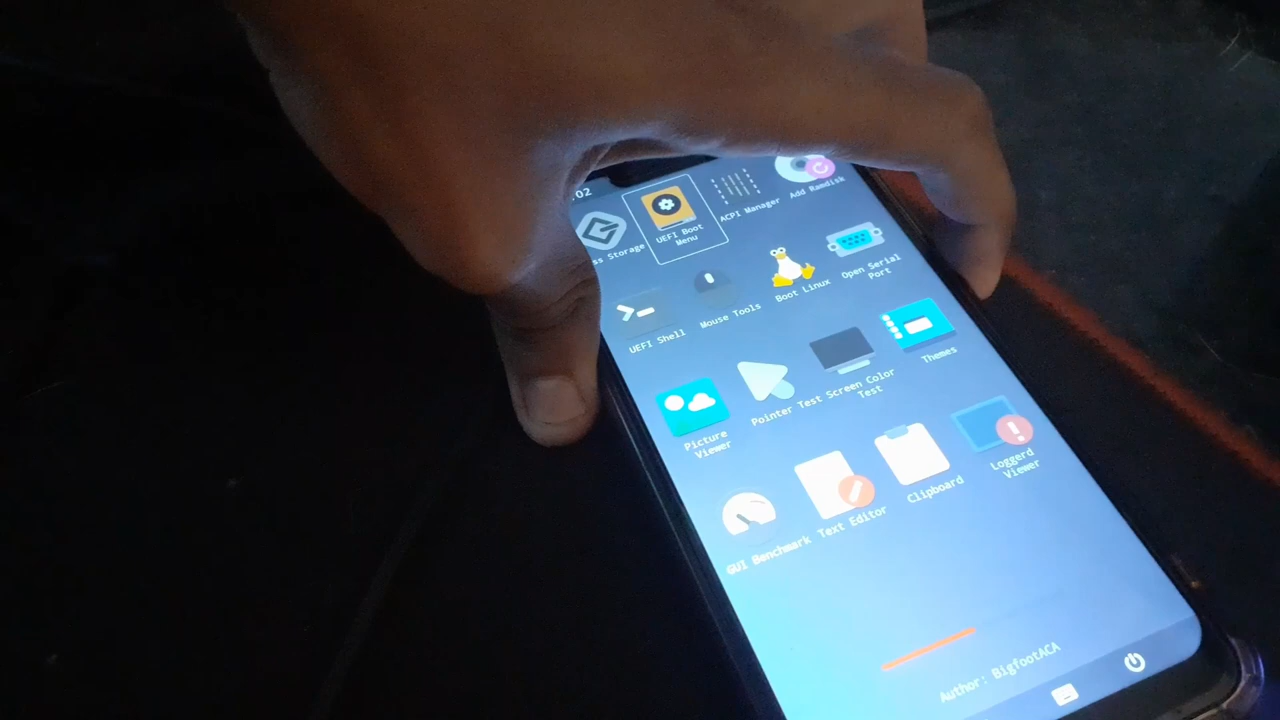 :02
ss Storage
UEFI Boot
Menu
ACPI Manager
Add Ramdisk
UEFI Shell
Mouse Tools
Boot Linux
Open Serial
Port
Picture
Viewer
Pointer Test
Screen Color
Test
Themes
GUI Benchmark
Text Editor
Clipboard
Loggerd
Viewer
Author: BigfootACA